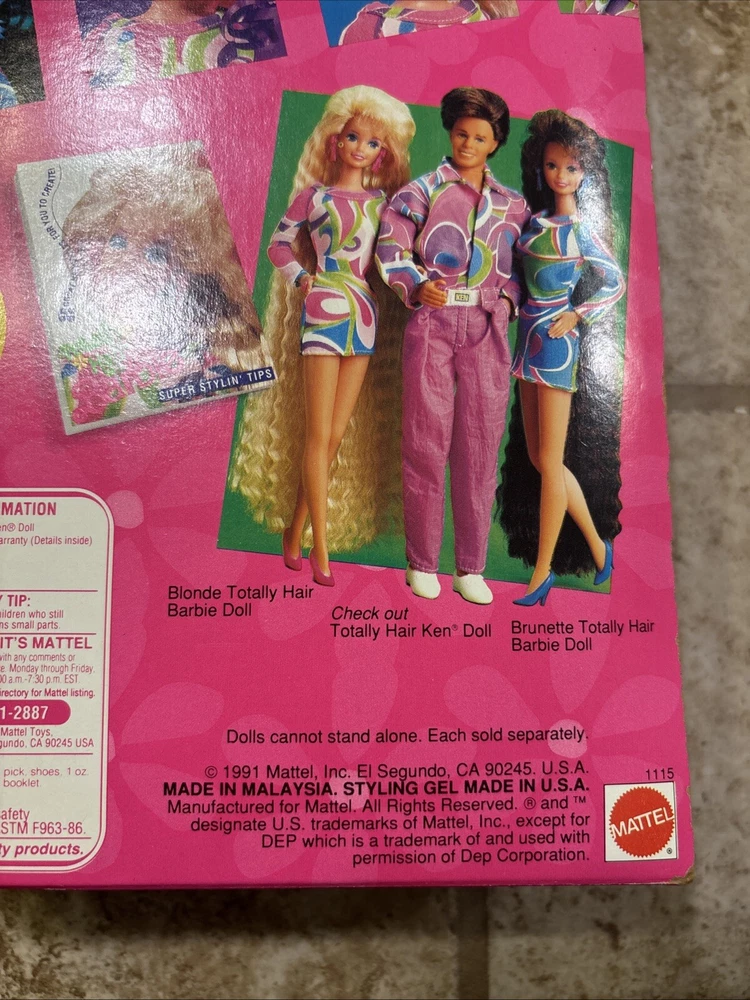 FOR YOU TO CREATE!
SUPER STYLIN' TIPS
KEN
Blonde Totally Hair
Barbie Doll
Check out
Totally Hair Ken® Doll
Brunette Totally Hair
Barbie Doll
MATION
en® Doll
arranty (Details inside)
Y TIP:
hildren who still
ns small parts.
IT'S MATTEL
with any comments or
e. Monday through Friday,
00 a.m.-7:30 p.m. EST.
irectory for Mattel listing.
1-2887
Mattel Toys,
gundo, CA 90245 USA
pick, shoes, 1 oz.
booklet.
afety
STM F963-86.
ty products.
Dolls cannot stand alone. Each sold separately.
© 1991 Mattel, Inc. El Segundo, CA 90245. U.S.A.
MADE IN MALAYSIA. STYLING GEL MADE IN U.S.A.
Manufactured for Mattel. All Rights Reserved. ® and ™
designate U.S. trademarks of Mattel, Inc., except for
DEP which is a trademark of and used with
permission of Dep Corporation.
1115
MATTEL
®